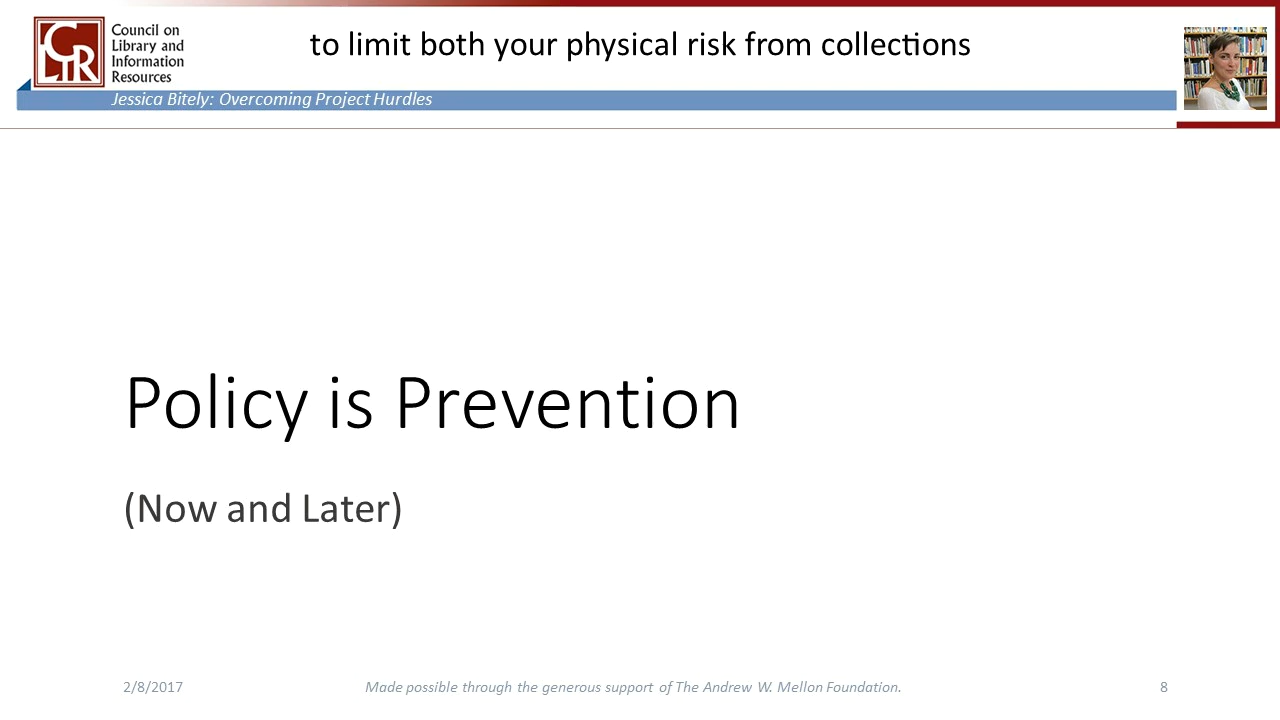 CLIR
Council on
Library and
Information
Resources
to limit both your physical risk from collections
Jessica Bitely: Overcoming Project Hurdles
Policy is Prevention
(Now and Later)
2/8/2017
Made possible through the generous support of The Andrew W. Mellon Foundation.
8